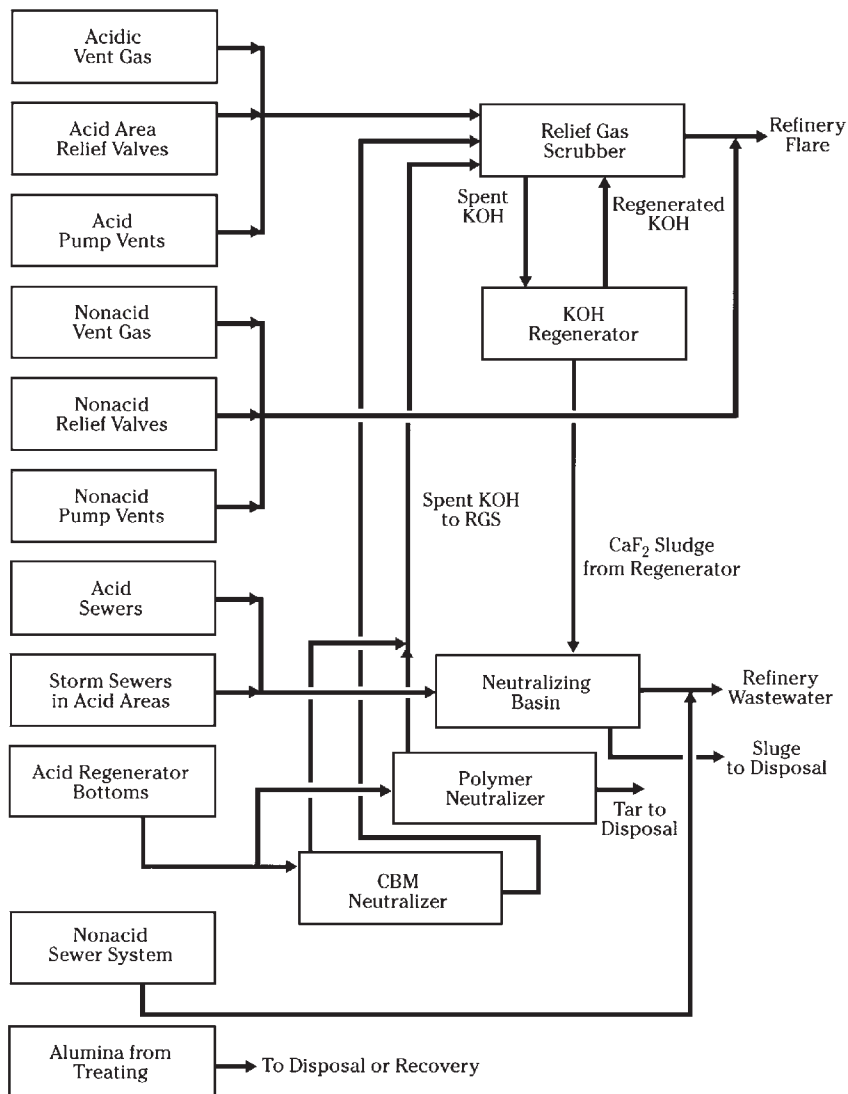 Acidic
Vent Gas
Acid Area
Relief Valves
Relief Gas
Scrubber
Refinery
Flare
Acid
Pump Vents
Spent
KOH
Regenerated
KOH
Nonacid
Vent Gas
KOH
Regenerator
Nonacid
Relief Valves
Nonacid
Pump Vents
Spent KOH
to RGS
CaF₂ Sludge
from Regenerator
Acid
Sewers
Storm Sewers
in Acid Areas
Neutralizing
Basin
Refinery
Wastewater
Sluge
to Disposal
Acid Regenerator
Bottoms
Polymer
Neutralizer
Tar to
Disposal
CBM
Neutralizer
Nonacid
Sewer System
Alumina from
Treating
To Disposal or Recovery